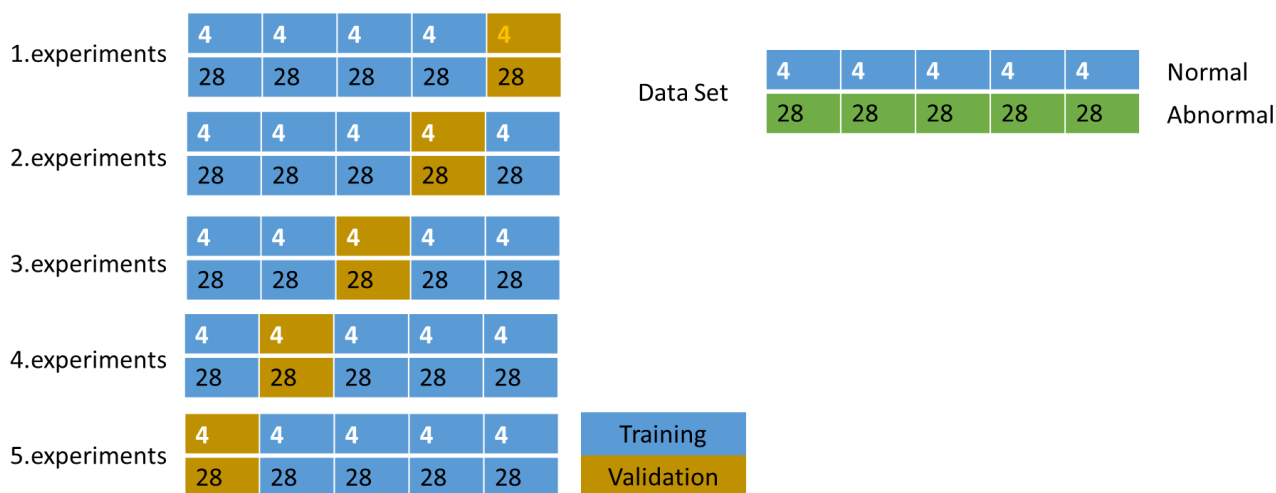 1.experiments
4 4 4 4 4
28 28 28 28 28
2.experiments
4 4 4 4 4
28 28 28 28 28
3.experiments
4 4 4 4 4
28 28 28 28 28
4.experiments
4 4 4 4 4
28 28 28 28 28
5.experiments
4 4 4 4 4
28 28 28 28 28
Training
Validation
Data Set
4 4 4 4 4 Normal
28 28 28 28 28 Abnormal